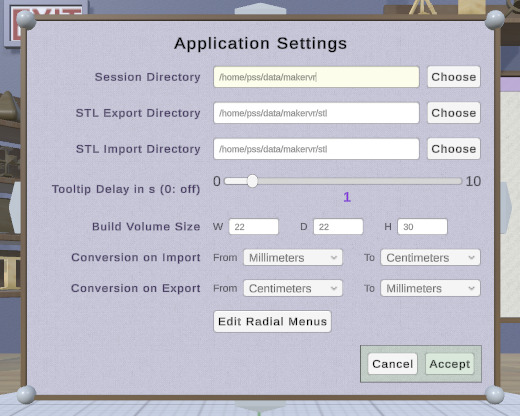 EXIT
Application Settings
Session Directory /home/pss/data/makervr Choose
STL Export Directory /home/pss/data/makervr/stl Choose
STL Import Directory /home/pss/data/makervr/stl Choose
Tooltip Delay in s (0: off) 0 10
1
Build Volume Size W 22 D 22 H 30
Conversion on Import From Millimeters To Centimeters
Conversion on Export From Centimeters To Millimeters
Edit Radial Menus
Cancel Accept